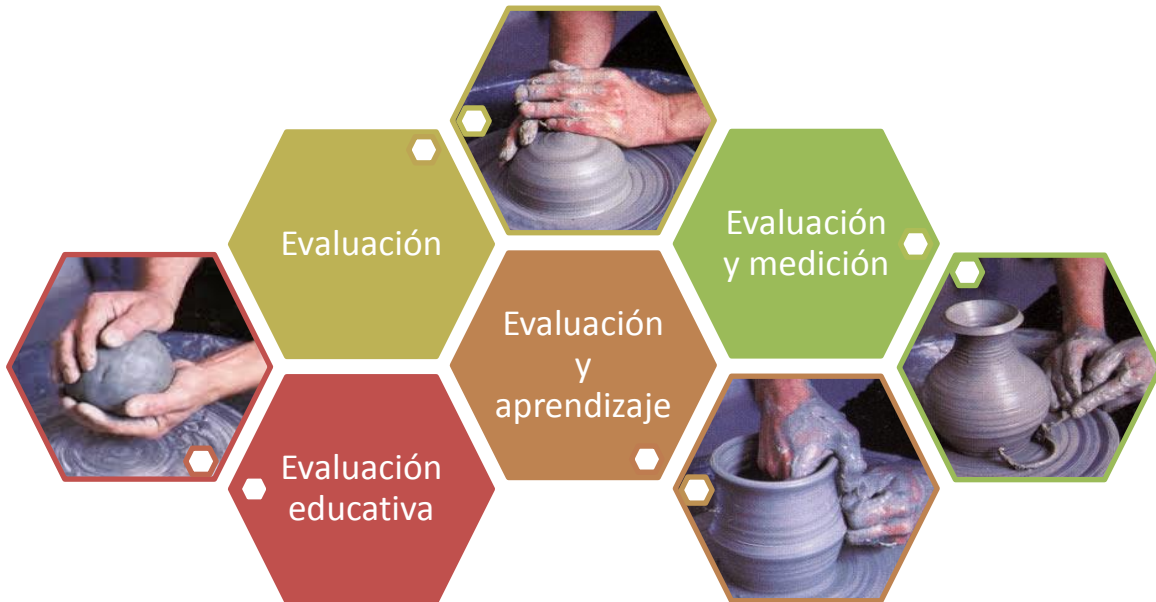 Evaluación
Evaluación
y medición
Evaluación
y
aprendizaje
Evaluación
educativa